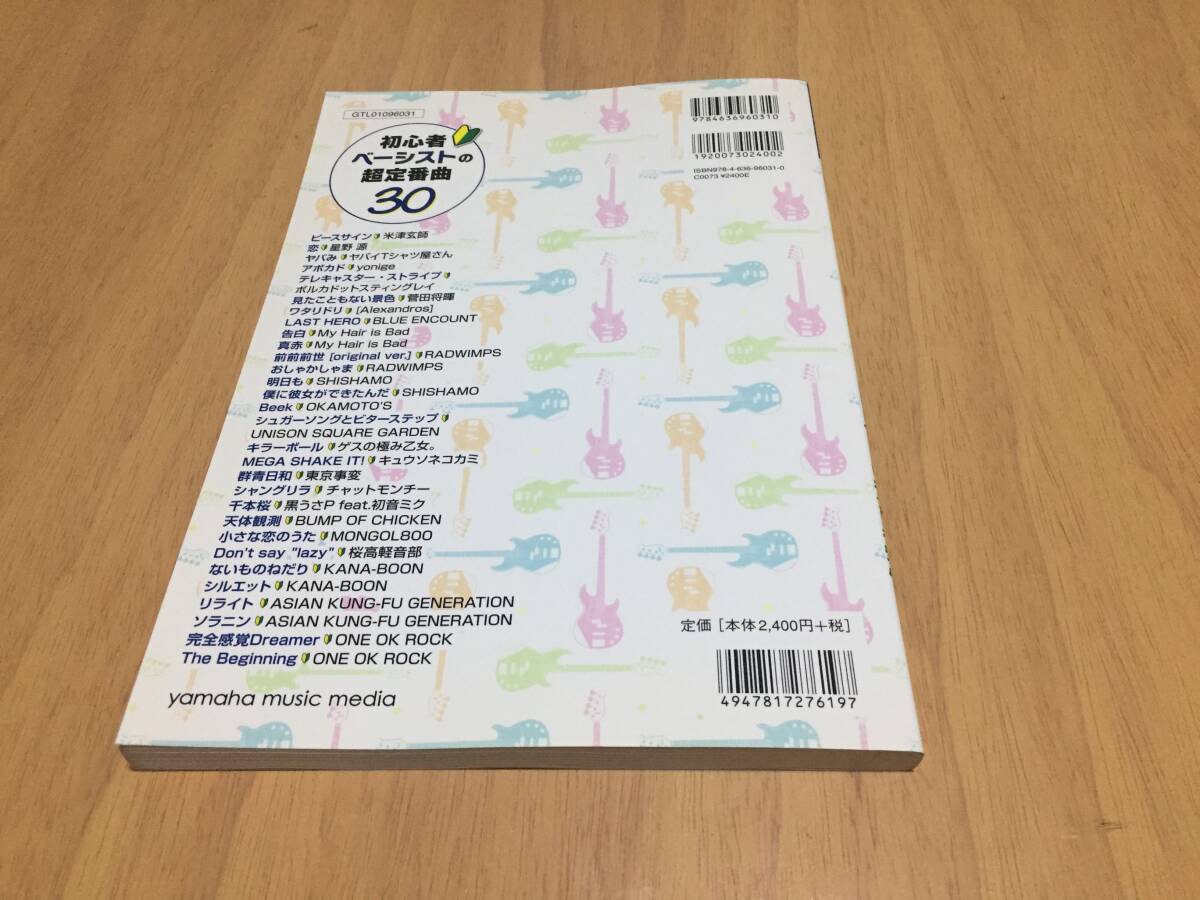 GTL01096031
初心者
ベーシストの
超定番曲
30
ピースサイン 米津玄師
恋 星野 源
ヤバみ ヤバイTシャツ屋さん
アボカド yonige
テレキャスター・ストライプ
ポルカドットスティングレイ
見たこともない景色 菅田将暉
ワタリドリ [Alexandros]
LAST HERO BLUE ENCOUNT
告白 My Hair is Bad
真赤 My Hair is Bad
前前前世 [original ver.] RADWIMPS
おしゃかしゃま RADWIMPS
明日も SHISHAMO
僕に彼女ができたんだ SHISHAMO
Beek OKAMOTO'S
シュガーソングとビターステップ
UNISON SQUARE GARDEN
キラーボール ゲスの極み乙女。
MEGA SHAKE IT! キュウソネコカミ
群青日和 東京事変
シャングリラ チャットモンチー
千本桜 黒うさP feat.初音ミク
天体観測 BUMP OF CHICKEN
小さな恋のうた MONGOL800
Don't say "lazy" 桜高軽音部
ないものねだり KANA-BOON
シルエット KANA-BOON
リライト ASIAN KUNG-FU GENERATION
ソラニン ASIAN KUNG-FU GENERATION
完全感覚Dreamer ONE OK ROCK
The Beginning ONE OK ROCK
yamaha music media
9784636960310
1920073024002
ISBN978-4-636-96031-0
C0073 ¥2400E
定価 [本体2,400円+税]
4947817276197